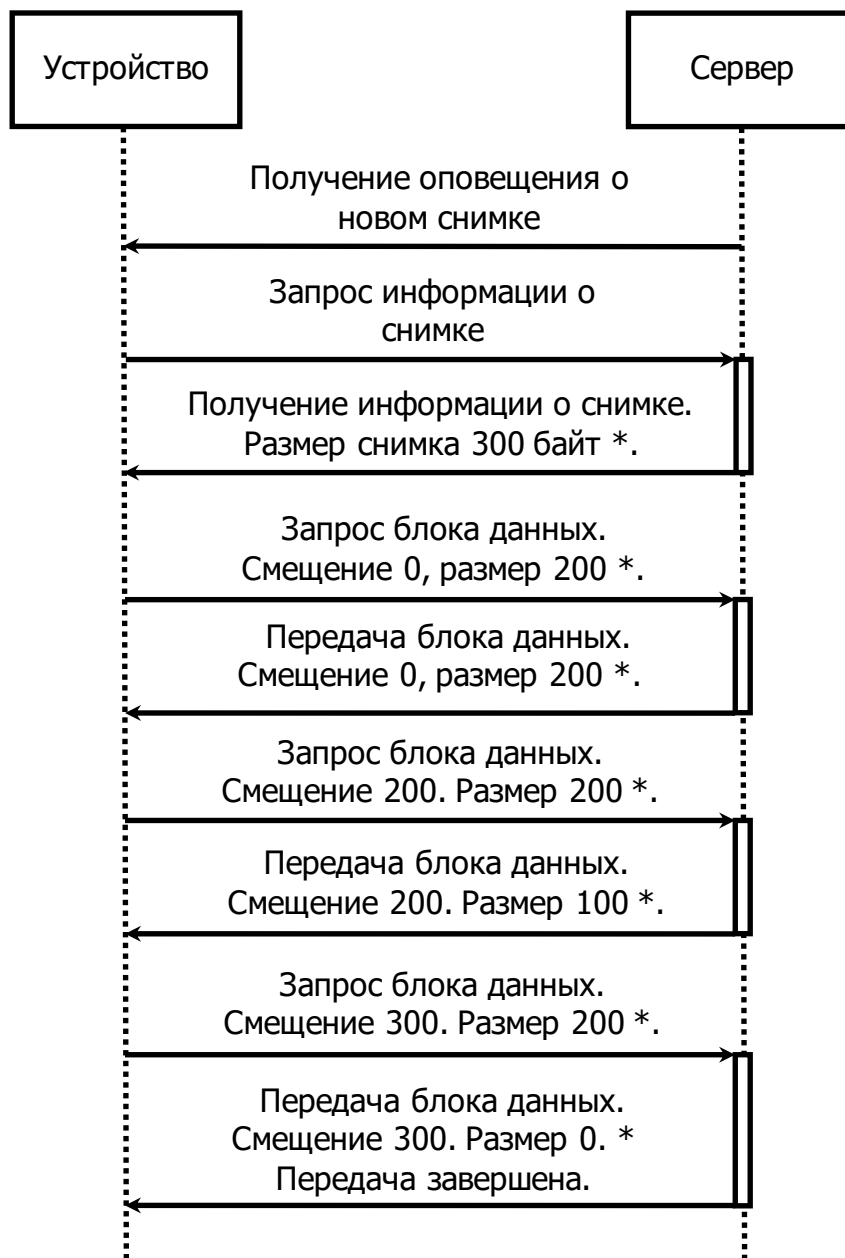 Устройство
Сервер
Получение оповещения о
новом снимке
Запрос информации о
снимке
Получение информации о снимке.
Размер снимка 300 байт *.
Запрос блока данных.
Смещение 0, размер 200 *.
Передача блока данных.
Смещение 0, размер 200 *.
Запрос блока данных.
Смещение 200. Размер 200 *.
Передача блока данных.
Смещение 200. Размер 100 *.
Запрос блока данных.
Смещение 300. Размер 200 *.
Передача блока данных.
Смещение 300. Размер 0. *
Передача завершена.